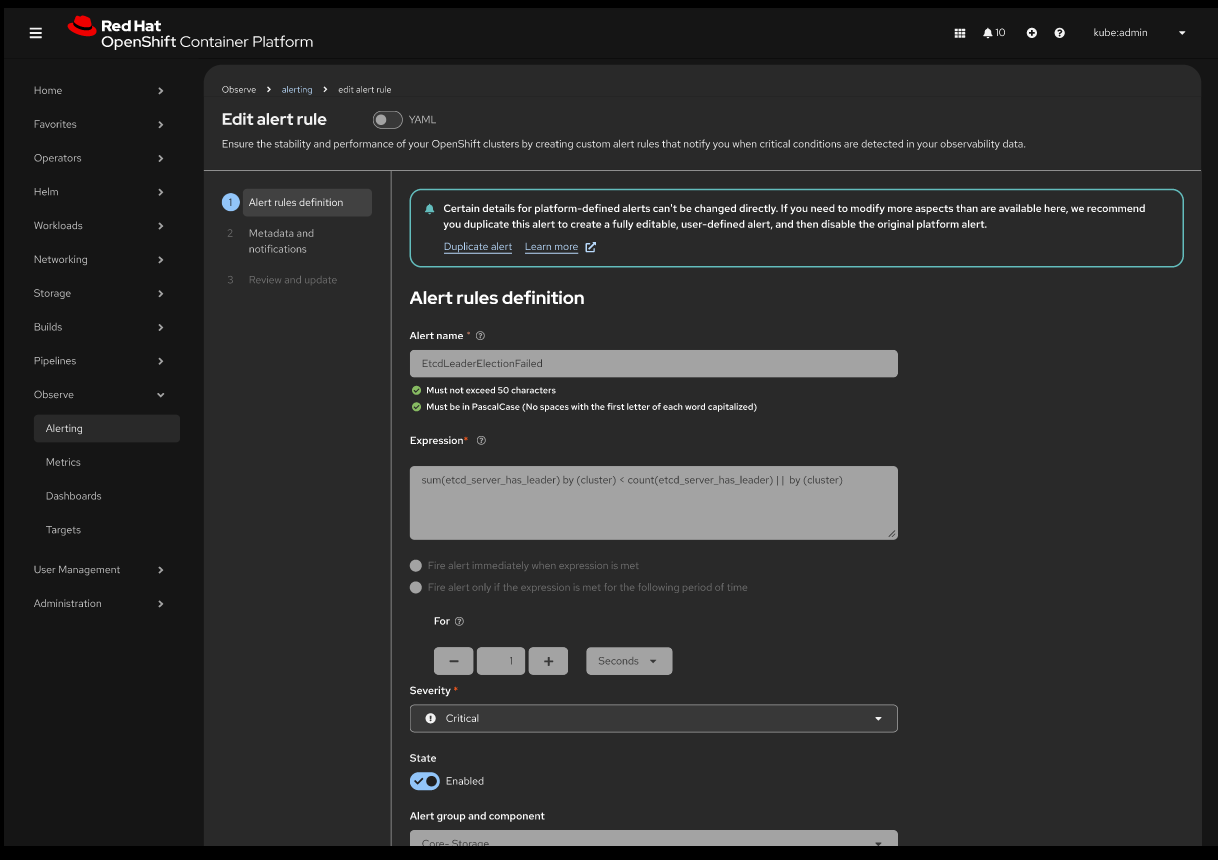 Red Hat
OpenShift Container Platform
10
kube:admin
Home
Favorites
Operators
Helm
Workloads
Networking
Storage
Builds
Pipelines
Observe
Alerting
Metrics
Dashboards
Targets
User Management
Administration
Observe > alerting > edit alert rule
Edit alert rule YAML
Ensure the stability and performance of your OpenShift clusters by creating custom alert rules that notify you when critical conditions are detected in your observability data.
1 Alert rules definition
2 Metadata and
notifications
3 Review and update
Certain details for platform-defined alerts can't be changed directly. If you need to modify more aspects than are available here, we recommend
you duplicate this alert to create a fully editable, user-defined alert, and then disable the original platform alert.
Duplicate alert Learn more
Alert rules definition
Alert name *
EtcdLeaderElectionFailed
Must not exceed 50 characters
Must be in PascalCase (No spaces with the first letter of each word capitalized)
Expression*
sum(etcd_server_has_leader) by (cluster) < count(etcd_server_has_leader) || by (cluster)
Fire alert immediately when expression is met
Fire alert only if the expression is met for the following period of time
For
1 Seconds
Severity *
Critical
State
Enabled
Alert group and component
Core- Storage